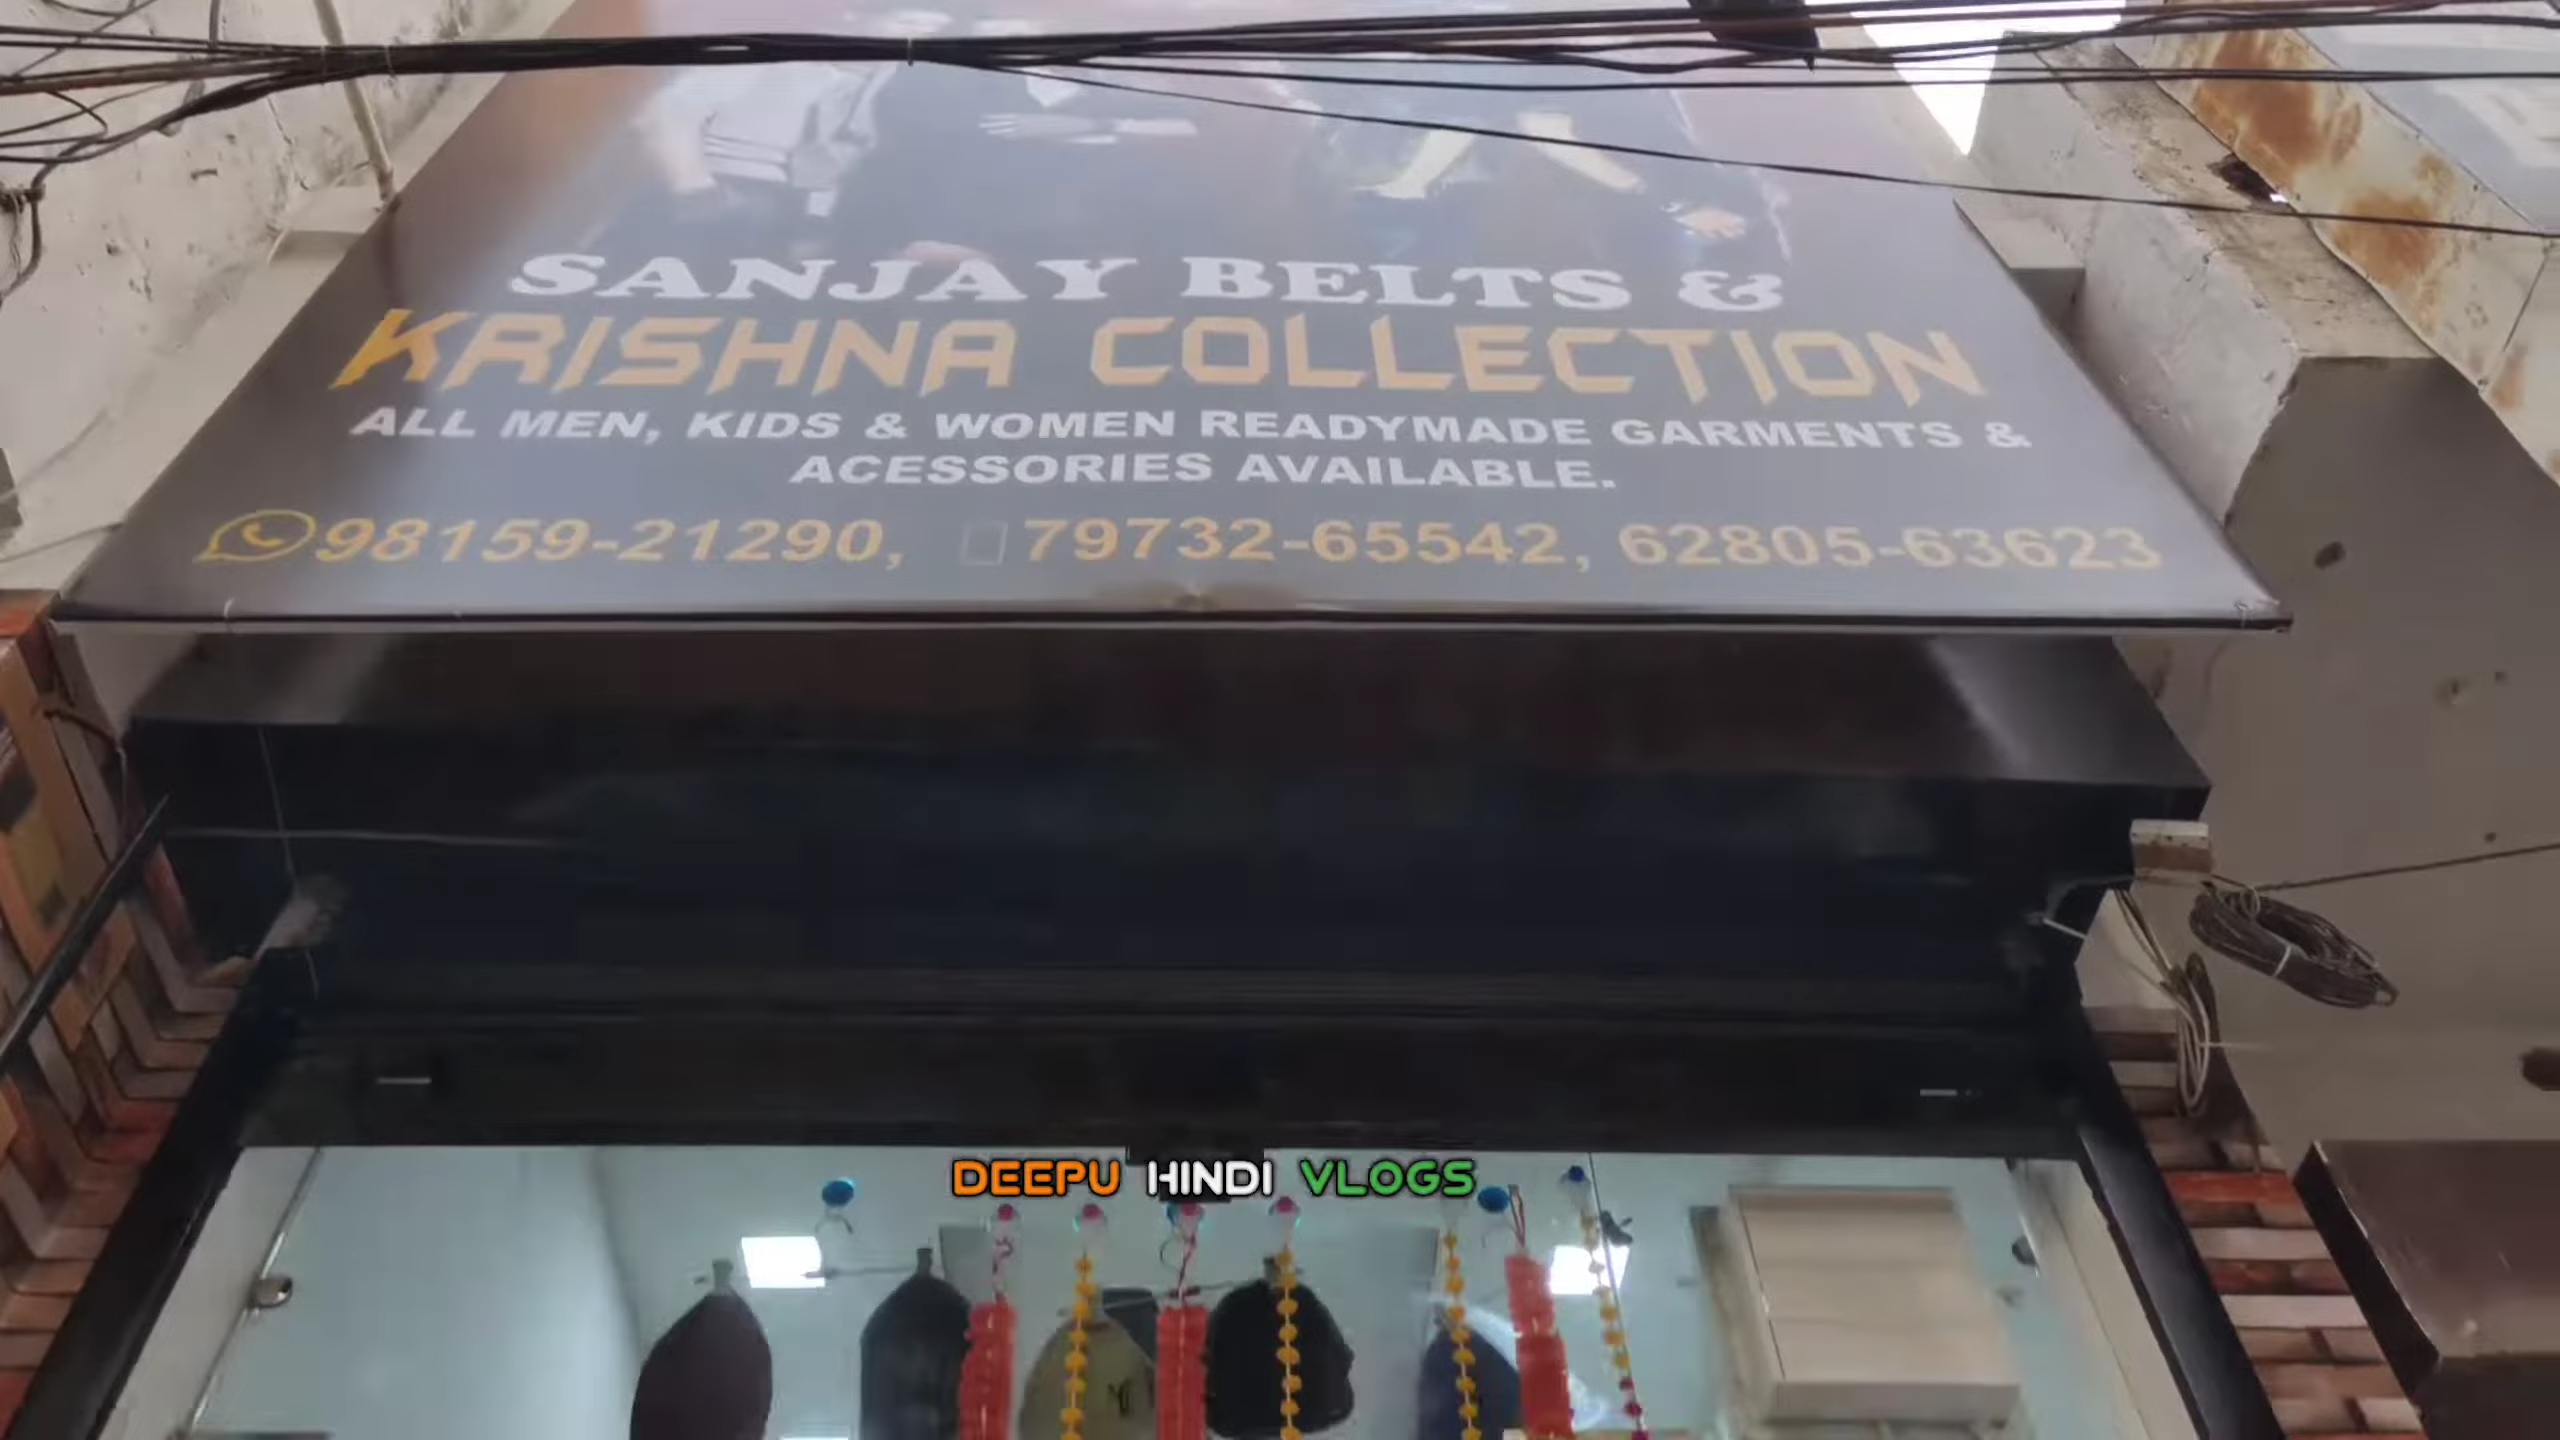 SANJAY BELTS &
KRISHNA COLLECTION
ALL MEN, KIDS & WOMEN READYMADE GARMENTS &
ACESSORIES AVAILABLE.
98159-21290, 79732-65542, 62805-63623
DEEPU HINDI VLOGS